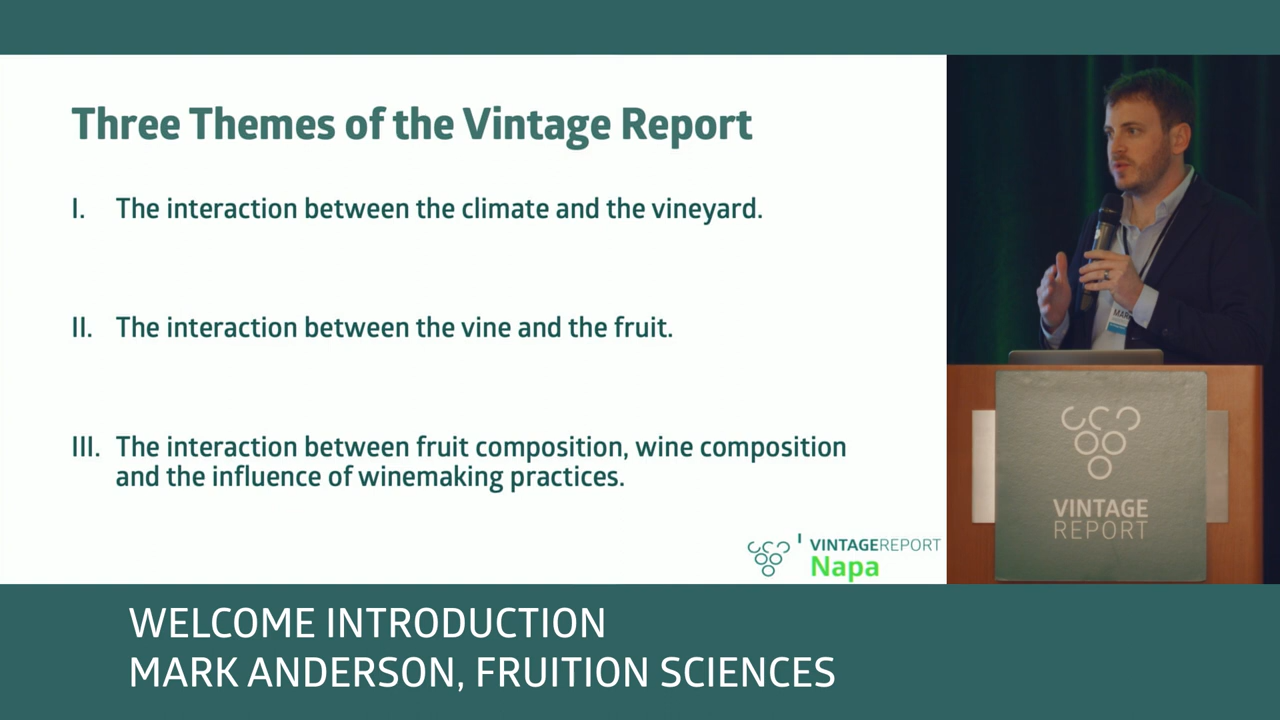 Three Themes of the Vintage Report
I. The interaction between the climate and the vineyard.
II. The interaction between the vine and the fruit.
III. The interaction between fruit composition, wine composition
and the influence of winemaking practices.
VINTAGEREPORT
Napa
VINTAGE
REPORT
WELCOME INTRODUCTION
MARK ANDERSON, FRUITION SCIENCES